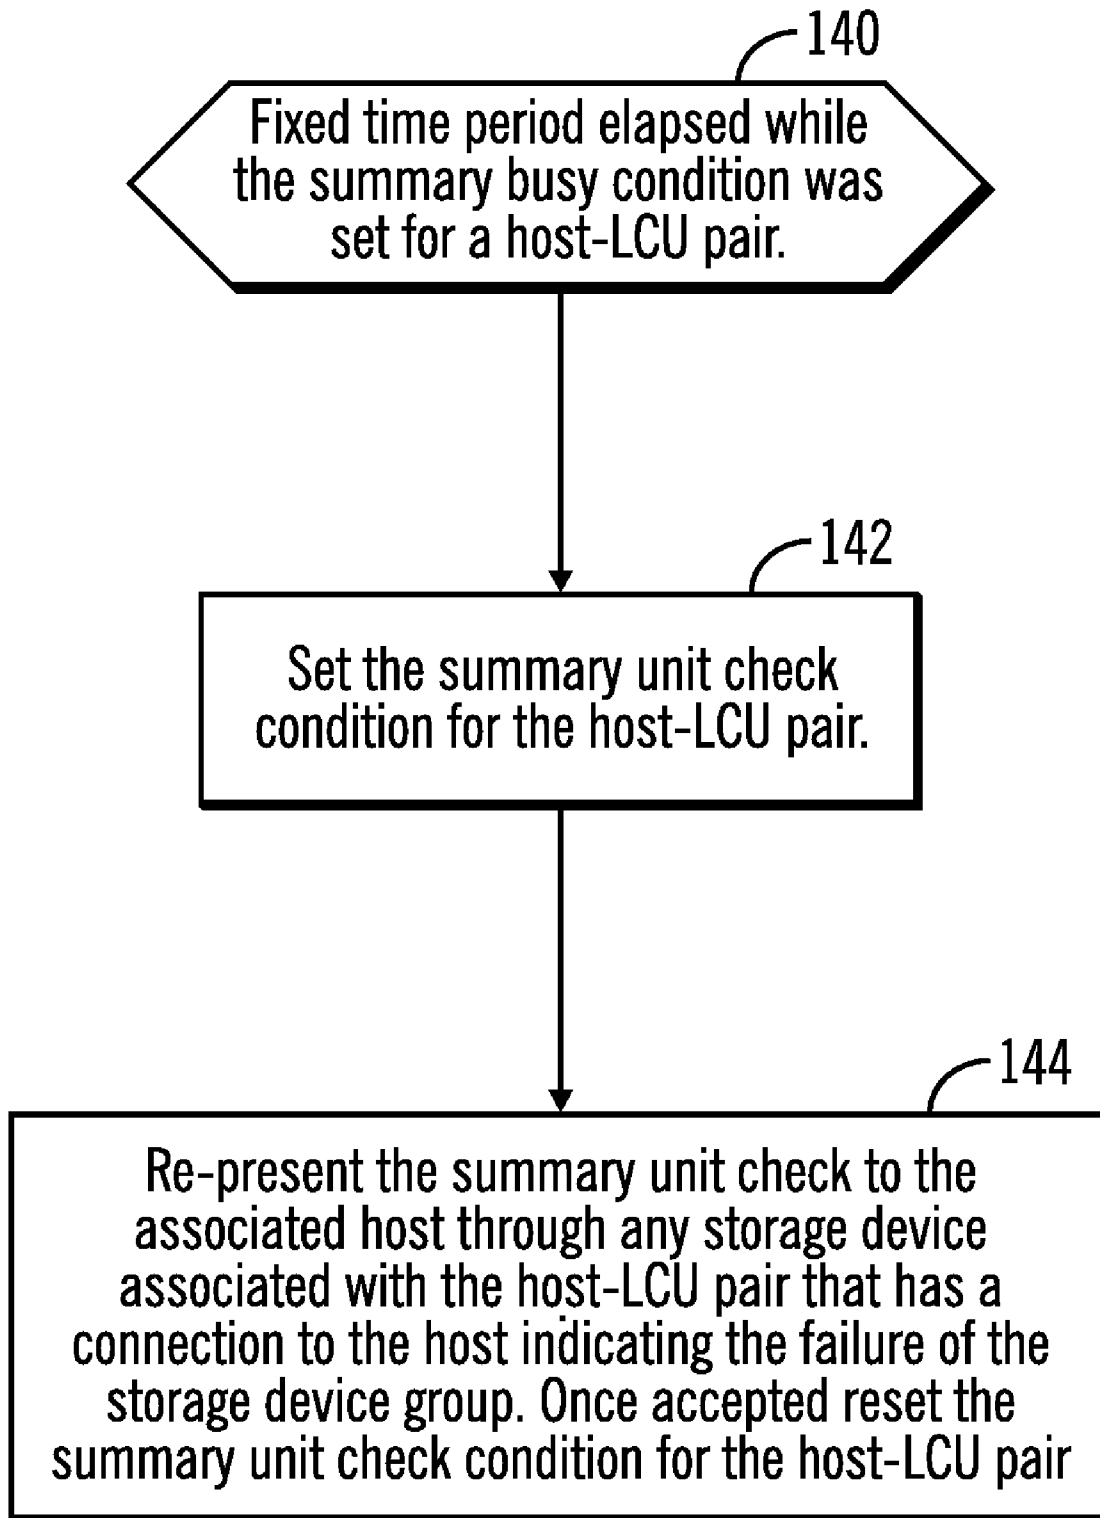 140
Fixed time period elapsed while
the summary busy condition was
set for a host-LCU pair.
142
Set the summary unit check
condition for the host-LCU pair.
144
Re-present the summary unit check to the
associated host through any storage device
associated with the host-LCU pair that has a
connection to the host indicating the failure of the
storage device group. Once accepted reset the
summary unit check condition for the host-LCU pair